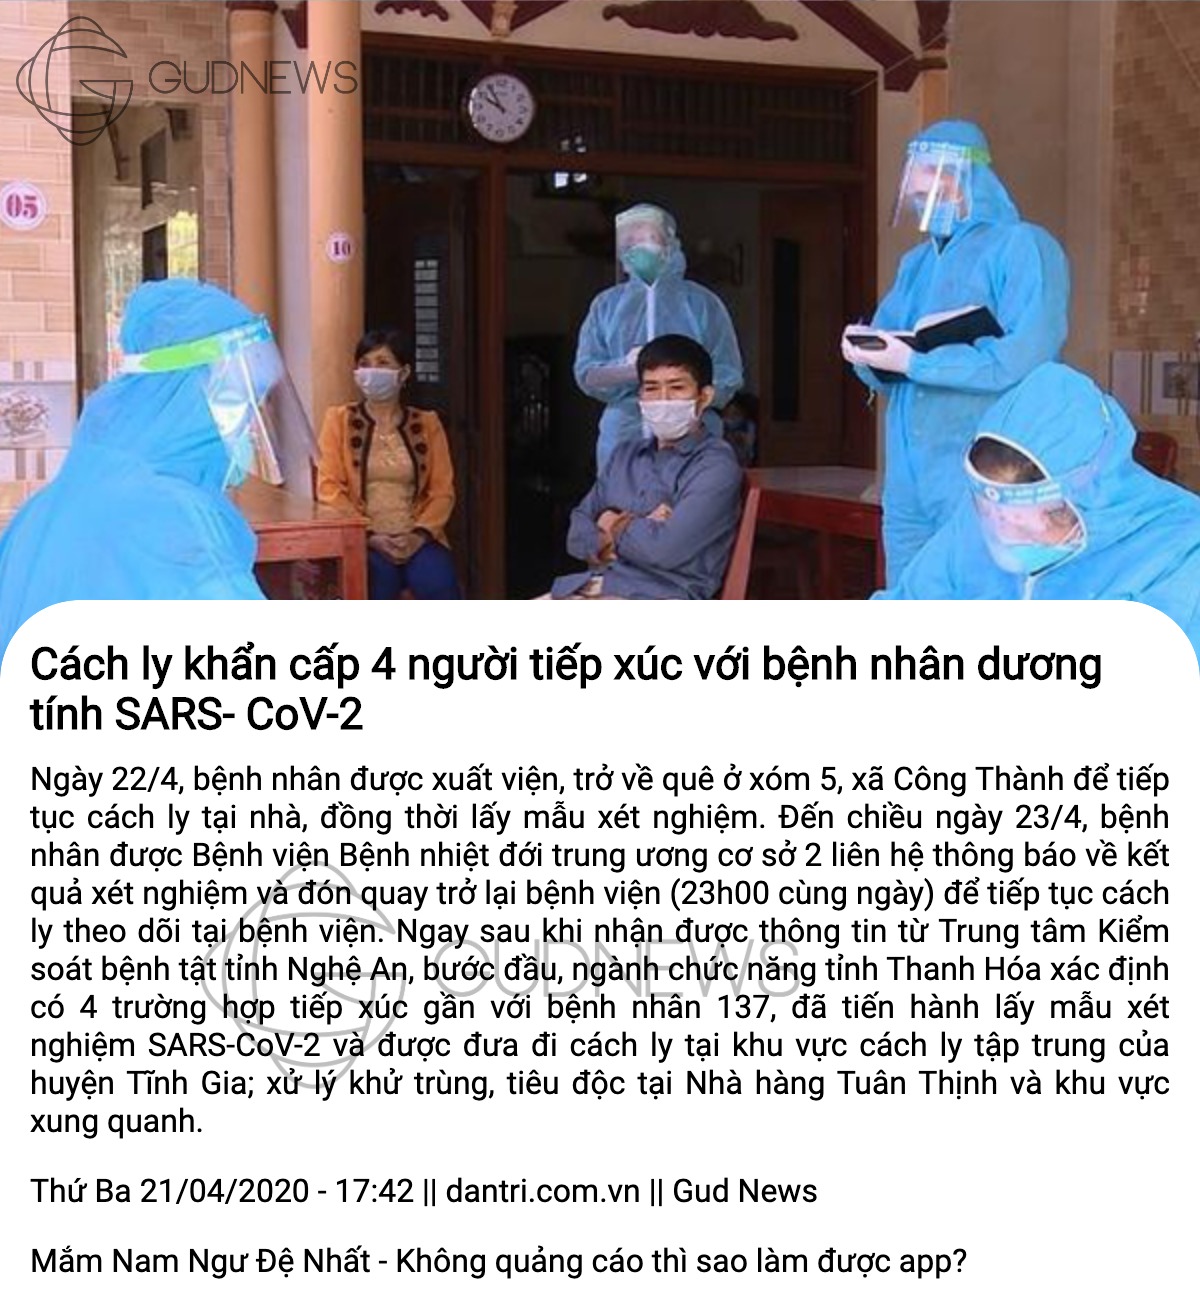 GUDNEWS
05
10
Cách ly khẩn cấp 4 người tiếp xúc với bệnh nhân dương
tính SARS- CoV-2
Ngày 22/4, bệnh nhân được xuất viện, trở về quê ở xóm 5, xã Công Thành để tiếp
tục cách ly tại nhà, đồng thời lấy mẫu xét nghiệm. Đến chiều ngày 23/4, bệnh
nhân được Bệnh viện Bệnh nhiệt đới trung ương cơ sở 2 liên hệ thông báo về kết
quả xét nghiệm và đón quay trở lại bệnh viện (23h00 cùng ngày) để tiếp tục cách
ly theo dõi tại bệnh viện. Ngay sau khi nhận được thông tin từ Trung tâm Kiểm
soát bệnh tật tỉnh Nghệ An, bước đầu, ngành chức năng tỉnh Thanh Hóa xác định
có 4 trường hợp tiếp xúc gần với bệnh nhân 137, đã tiến hành lấy mẫu xét
nghiệm SARS-CoV-2 và được đưa đi cách ly tại khu vực cách ly tập trung của
huyện Tĩnh Gia; xử lý khử trùng, tiêu độc tại Nhà hàng Tuân Thịnh và khu vực
xung quanh.
GUDNEWS
Thứ Ba 21/04/2020 - 17:42 || dantri.com.vn || Gud News
Mắm Nam Ngư Đệ Nhất - Không quảng cáo thì sao làm được app?